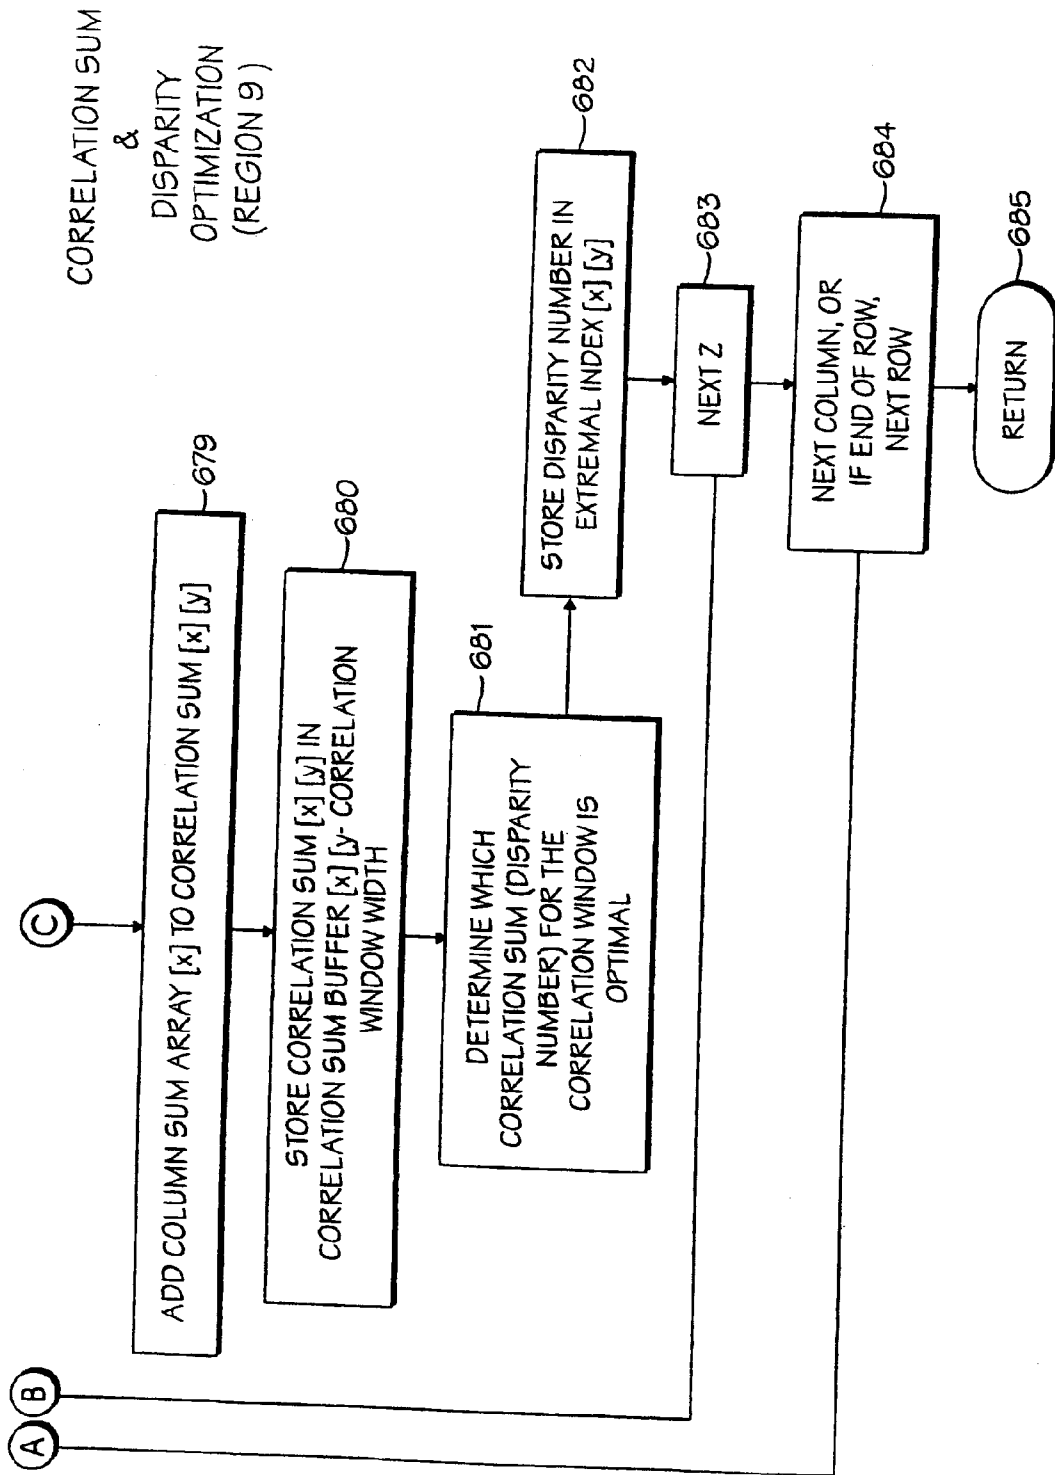 CORRELATION SUM
&
DISPARITY
OPTIMIZATION
(REGION 9)
A
B
C
ADD COLUMN SUM ARRAY [x] TO CORRELATION SUM [x] [y]
679
STORE CORRELATION SUM [x] [y] IN
CORRELATION SUM BUFFER [x] [y- CORRELATION
WINDOW WIDTH
680
DETERMINE WHICH
CORRELATION SUM (DISPARITY
NUMBER) FOR THE
CORRELATION WINDOW IS
OPTIMAL
681
STORE DISPARITY NUMBER IN
EXTREMAL INDEX [x] [y]
682
NEXT Z
683
NEXT COLUMN, OR
IF END OF ROW,
NEXT ROW
684
RETURN
685